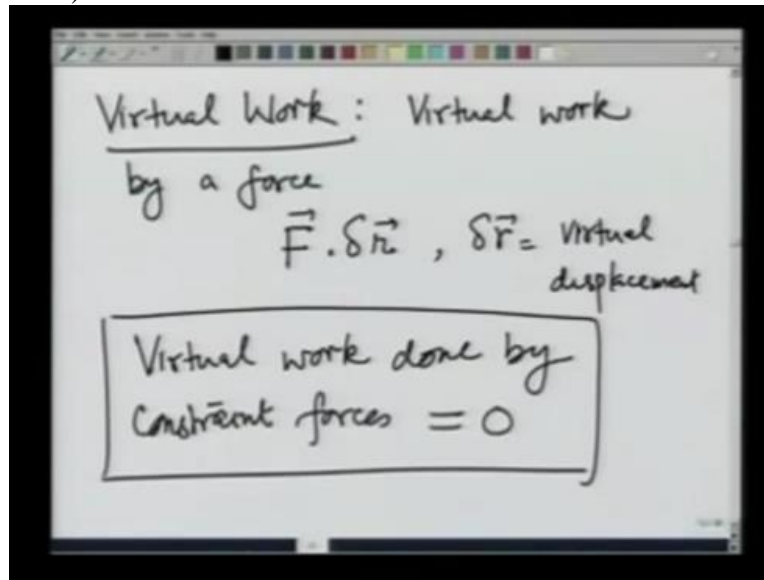 Virtual Work : Virtual work
by a force
F⃗ . δr⃗ , δr⃗ = virtual
displacement
Virtual work done by
Constraint forces = 0